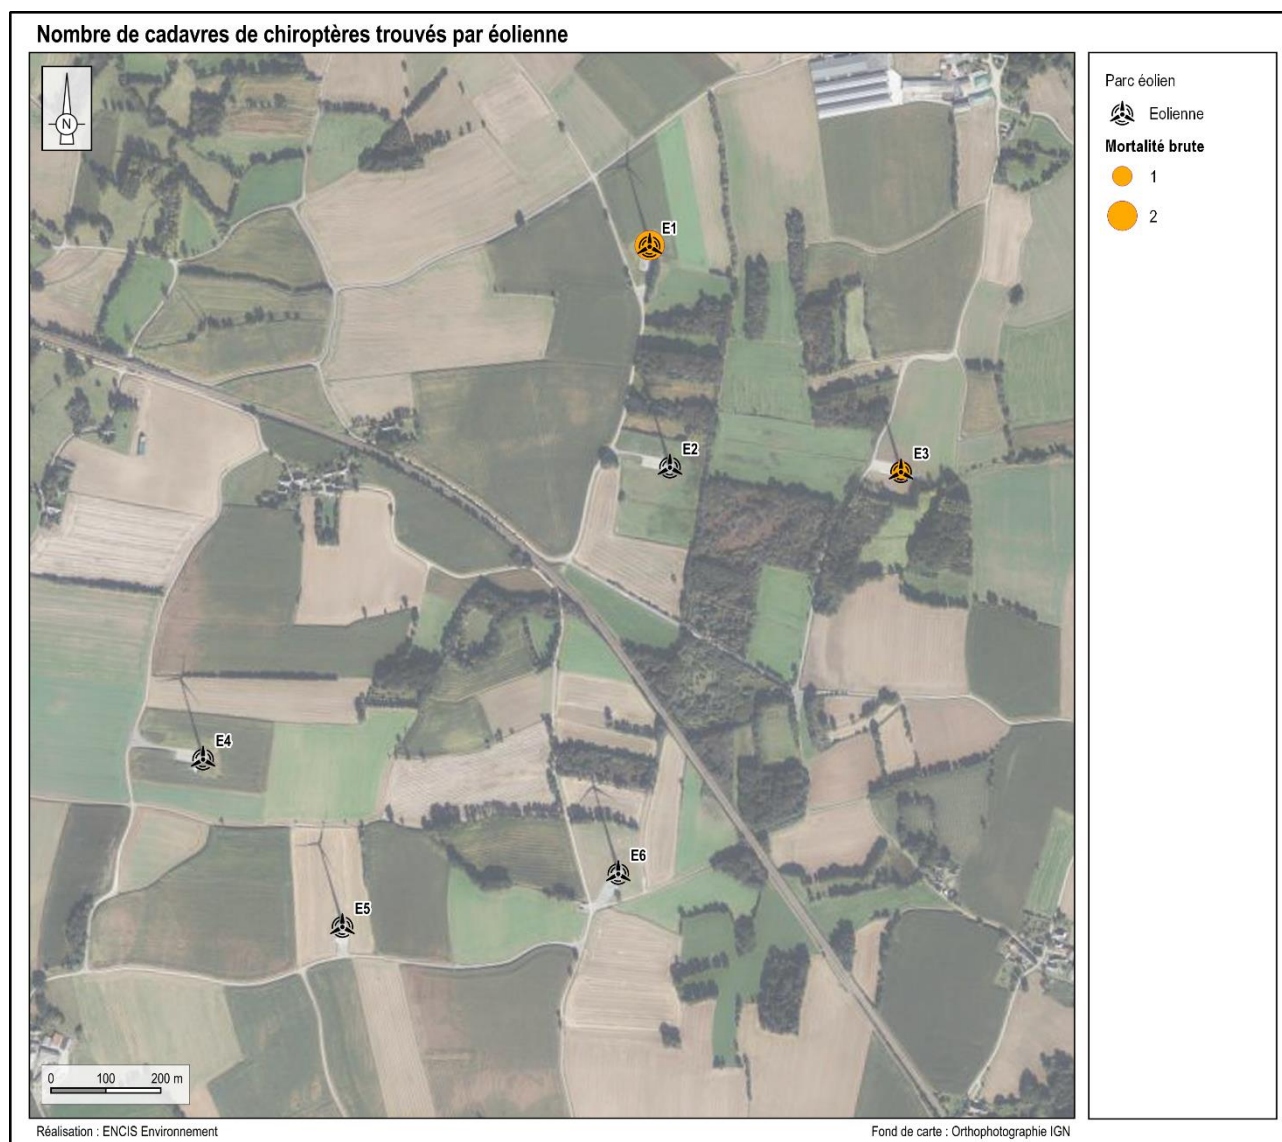 Nombre de cadavres de chiroptères trouvés par éolienne
N
Parc éolien
Eolienne
Mortalité brute
1
2
E1
E2
E3
E4
E6
E5
0 100 200 m
Réalisation : ENCIS Environnement
Fond de carte : Orthophotographie IGN